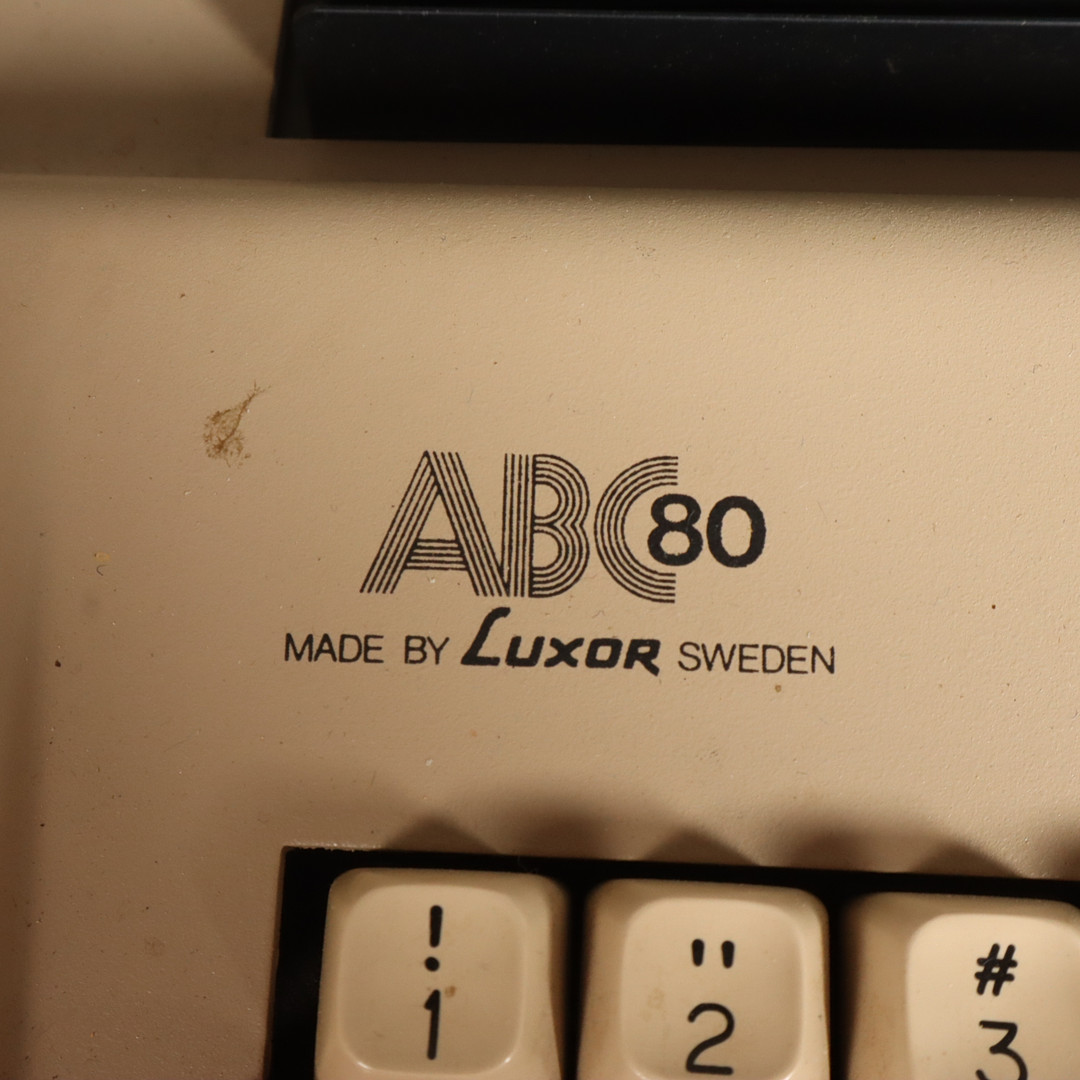 ABC80
MADE BY LUXOR SWEDEN
! " #
1 2 3